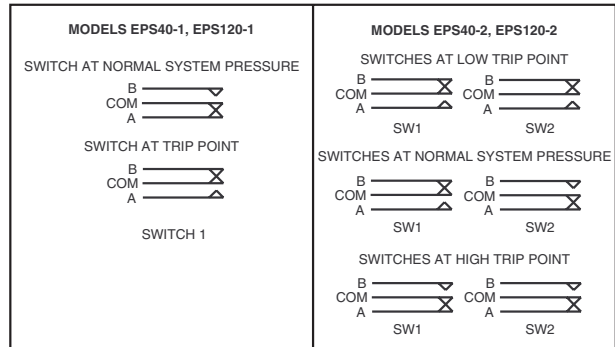 MODELS EPS40-1, EPS120-1
SWITCH AT NORMAL SYSTEM PRESSURE
B
COM
A
SWITCH AT TRIP POINT
B
COM
A
SWITCH 1
MODELS EPS40-2, EPS120-2
SWITCHES AT LOW TRIP POINT
B B
COM COM
A A
SW1 SW2
SWITCHES AT NORMAL SYSTEM PRESSURE
B B
COM COM
A A
SW1 SW2
SWITCHES AT HIGH TRIP POINT
B B
COM COM
A A
SW1 SW2